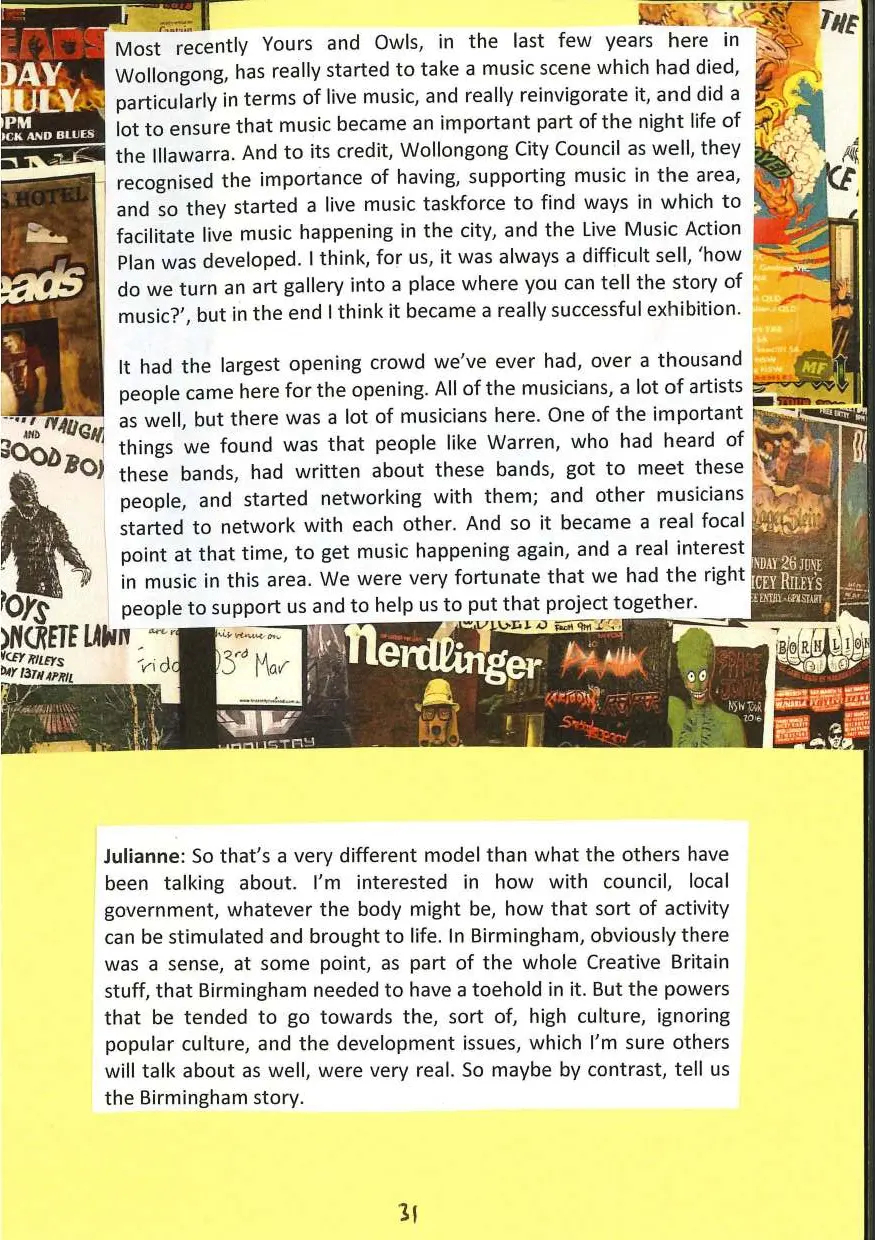 THE
EADS
DAY
JULY
PM
OCK AND BLUES
S HOTEL
eads
NAUGH
AND
GOOD BOY
OYS
ONCRETE LAWN
NCEY RILEYS
DAY 13TH APRIL
Most recently Yours and Owls, in the last few years here in
Wollongong, has really started to take a music scene which had died,
particularly in terms of live music, and really reinvigorate it, and did a
lot to ensure that music became an important part of the night life of
the Illawarra. And to its credit, Wollongong City Council as well, they
recognised the importance of having, supporting music in the area,
and so they started a live music taskforce to find ways in which to
facilitate live music happening in the city, and the Live Music Action
Plan was developed. I think, for us, it was always a difficult sell, ‘how
do we turn an art gallery into a place where you can tell the story of
music?’, but in the end I think it became a really successful exhibition.
It had the largest opening crowd we’ve ever had, over a thousand
people came here for the opening. All of the musicians, a lot of artists
as well, but there was a lot of musicians here. One of the important
things we found was that people like Warren, who had heard of
these bands, had written about these bands, got to meet these
people, and started networking with them; and other musicians
started to network with each other. And so it became a real focal
point at that time, to get music happening again, and a real interest
in music in this area. We were very fortunate that we had the right
people to support us and to help us to put that project together.
MF
NDAY 26 JUNE
ICEY RILEY'S
EE ENTRY - 6PM START
his venue on
rida
03rd Mar
Nerdlinger
PANIK
SPACE
JUNK
NSW TOUR
2016
BORN LION
Julianne: So that’s a very different model than what the others have
been talking about. I’m interested in how with council, local
government, whatever the body might be, how that sort of activity
can be stimulated and brought to life. In Birmingham, obviously there
was a sense, at some point, as part of the whole Creative Britain
stuff, that Birmingham needed to have a toehold in it. But the powers
that be tended to go towards the, sort of, high culture, ignoring
popular culture, and the development issues, which I’m sure others
will talk about as well, were very real. So maybe by contrast, tell us
the Birmingham story.
31